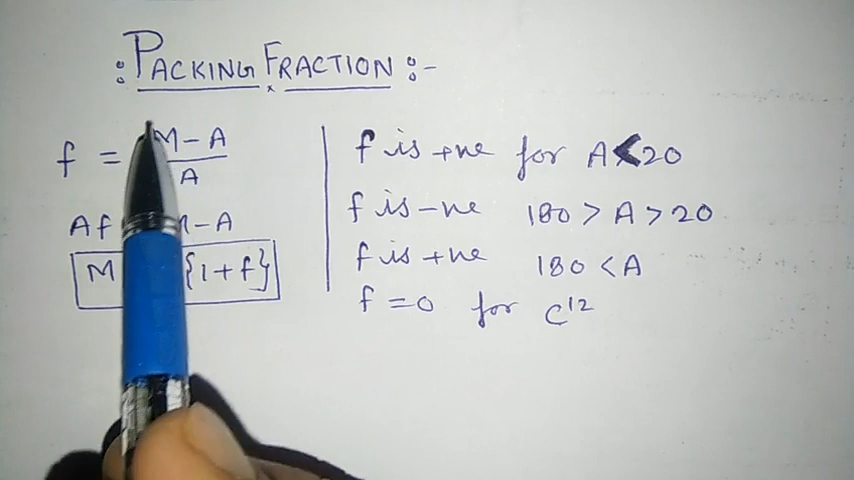 :PACKING FRACTION:-
f = M-A
A
Af M-A
M {1+f}
f is +ve for A<20
f is -ve 180 > A > 20
f is +ve 180 < A
f = 0 for C¹²